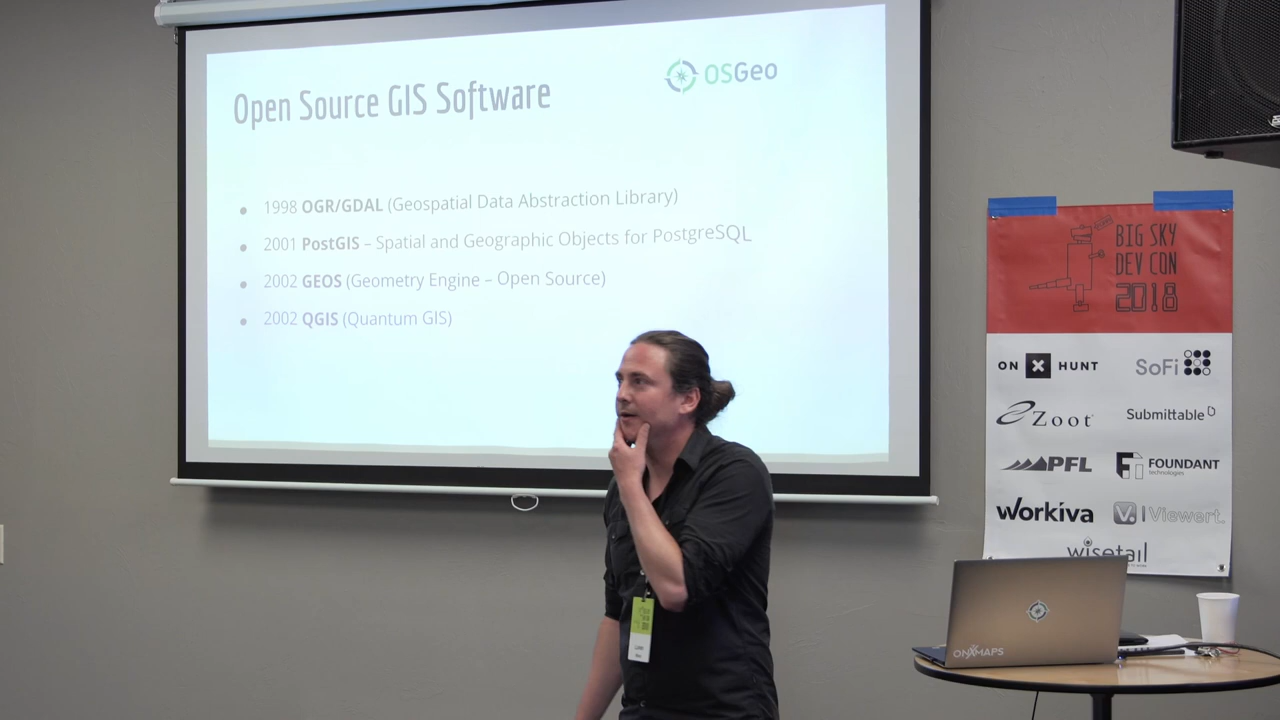 Open Source GIS Software
OSGeo
1998 OGR/GDAL (Geospatial Data Abstraction Library)
2001 PostGIS – Spatial and Geographic Objects for PostgreSQL
2002 GEOS (Geometry Engine – Open Source)
2002 QGIS (Quantum GIS)
BIG SKY
DEV CON
2018
ON X HUNT
SoFi
Zoot
Submittable
PFL
FOUNDANT
technologies
Workiva
V. Viewert.
wisetail
ONXMAPS